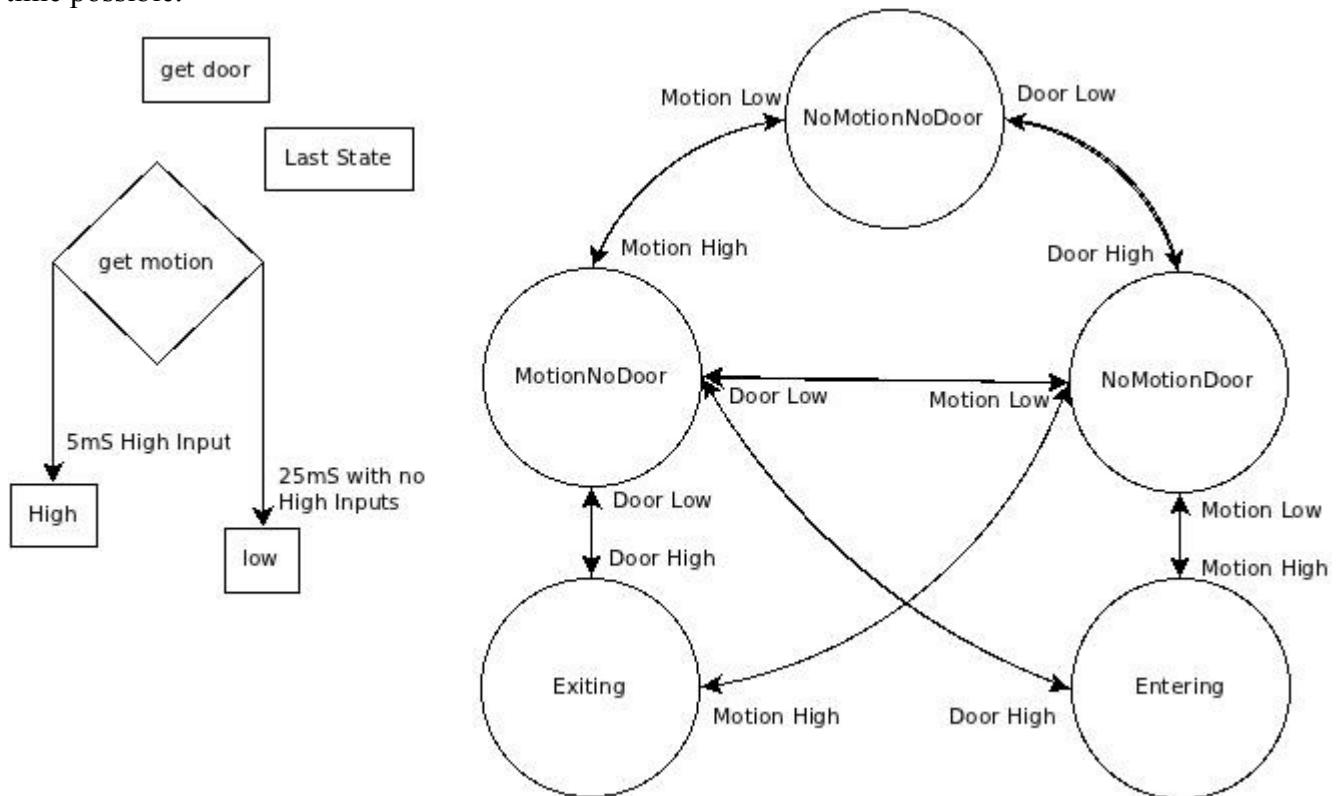 time possible.
get door
Last State
get motion
5mS High Input
25mS with no
High Inputs
High
low
NoMotionNoDoor
Motion Low
Door Low
Motion High
Door High
MotionNoDoor
NoMotionDoor
Door Low
Motion Low
Door Low
Door High
Motion Low
Motion High
Exiting
Entering
Motion High
Door High